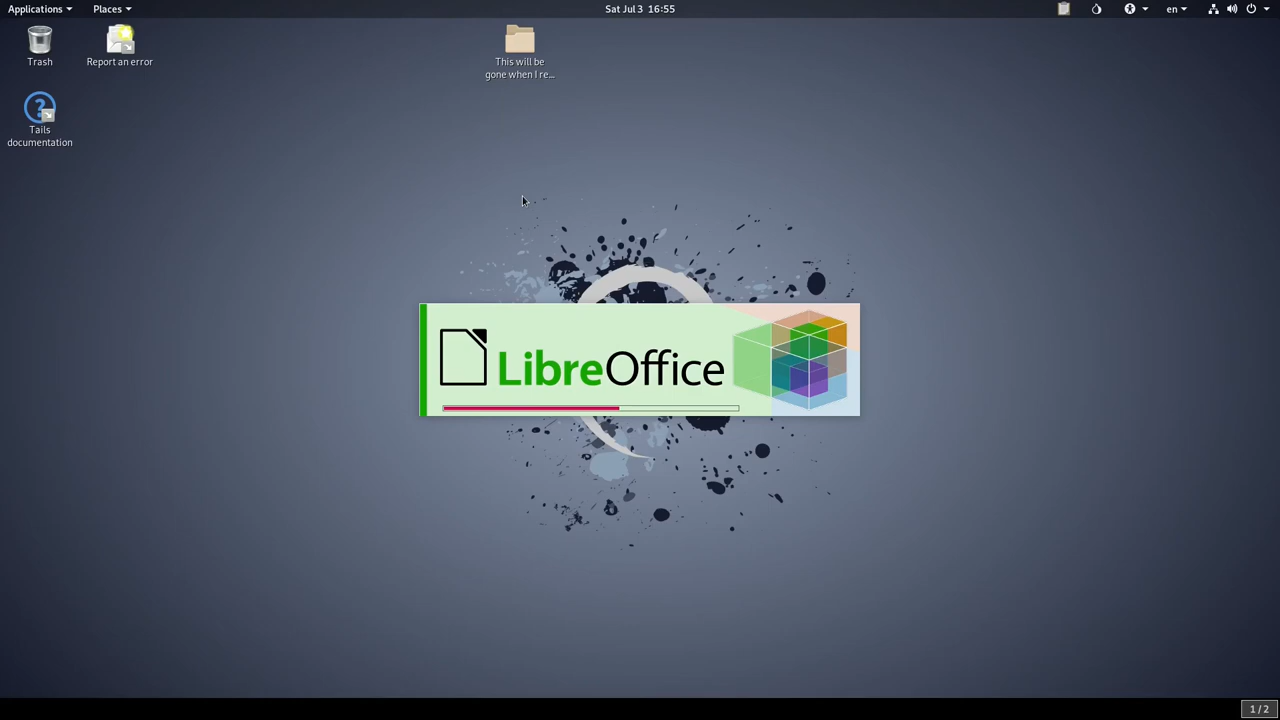 Applications
Places
Sat Jul 3 16:55
en
Trash
Report an error
This will be
gone when I re...
Tails
documentation
LibreOffice
1 / 2